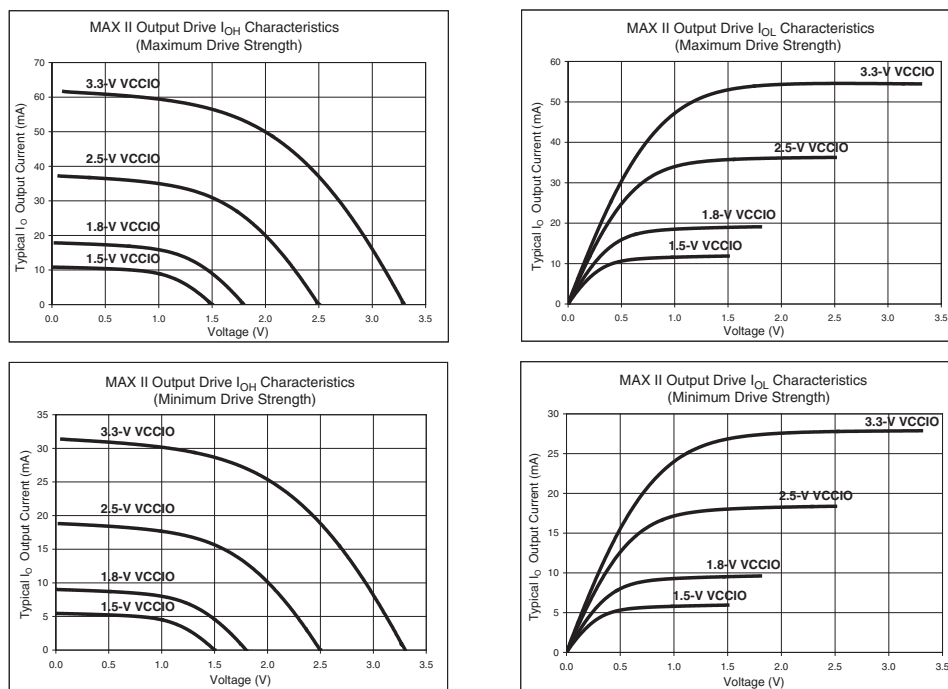 MAX II Output Drive IOH Characteristics
(Maximum Drive Strength)
70
60
50
40
30
20
10
0
Typical IO Output Current (mA)
3.3-V VCCIO
2.5-V VCCIO
1.8-V VCCIO
1.5-V VCCIO
0.0 0.5 1.0 1.5 2.0 2.5 3.0 3.5
Voltage (V)
MAX II Output Drive IOL Characteristics
(Maximum Drive Strength)
60
50
40
30
20
10
0
Typical IO Output Current (mA)
3.3-V VCCIO
2.5-V VCCIO
1.8-V VCCIO
1.5-V VCCIO
0.0 0.5 1.0 1.5 2.0 2.5 3.0 3.5
Voltage (V)
MAX II Output Drive IOH Characteristics
(Minimum Drive Strength)
35
30
25
20
15
10
5
0
Typical IO Output Current (mA)
3.3-V VCCIO
2.5-V VCCIO
1.8-V VCCIO
1.5-V VCCIO
0.0 0.5 1.0 1.5 2.0 2.5 3.0 3.5
Voltage (V)
MAX II Output Drive IOL Characteristics
(Minimum Drive Strength)
30
25
20
15
10
5
0
Typical IO Output Current (mA)
3.3-V VCCIO
2.5-V VCCIO
1.8-V VCCIO
1.5-V VCCIO
0.0 0.5 1.0 1.5 2.0 2.5 3.0 3.5
Voltage (V)